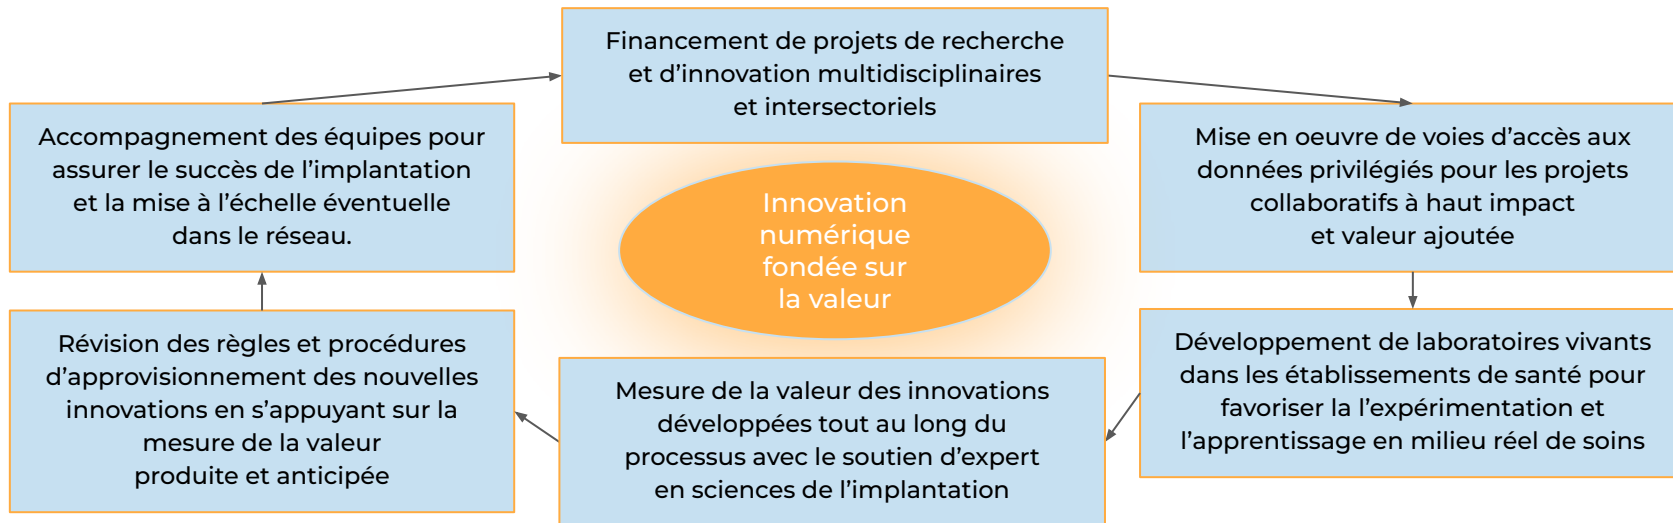 Financement de projets de recherche
et d'innovation multidisciplinaires
et intersectoriels
Accompagnement des équipes pour
assurer le succès de l'implantation
et la mise à l'échelle éventuelle
dans le réseau.
Mise en oeuvre de voies d'accès aux
données privilégiés pour les projets
collaboratifs à haut impact
et valeur ajoutée
Innovation
numérique
fondée sur
la valeur
Révision des règles et procédures
d'approvisionnement des nouvelles
innovations en s'appuyant sur la
mesure de la valeur
produite et anticipée
Mesure de la valeur des innovations
développées tout au long du
processus avec le soutien d'expert
en sciences de l'implantation
Développement de laboratoires vivants
dans les établissements de santé pour
favoriser la l'expérimentation et
l'apprentissage en milieu réel de soins